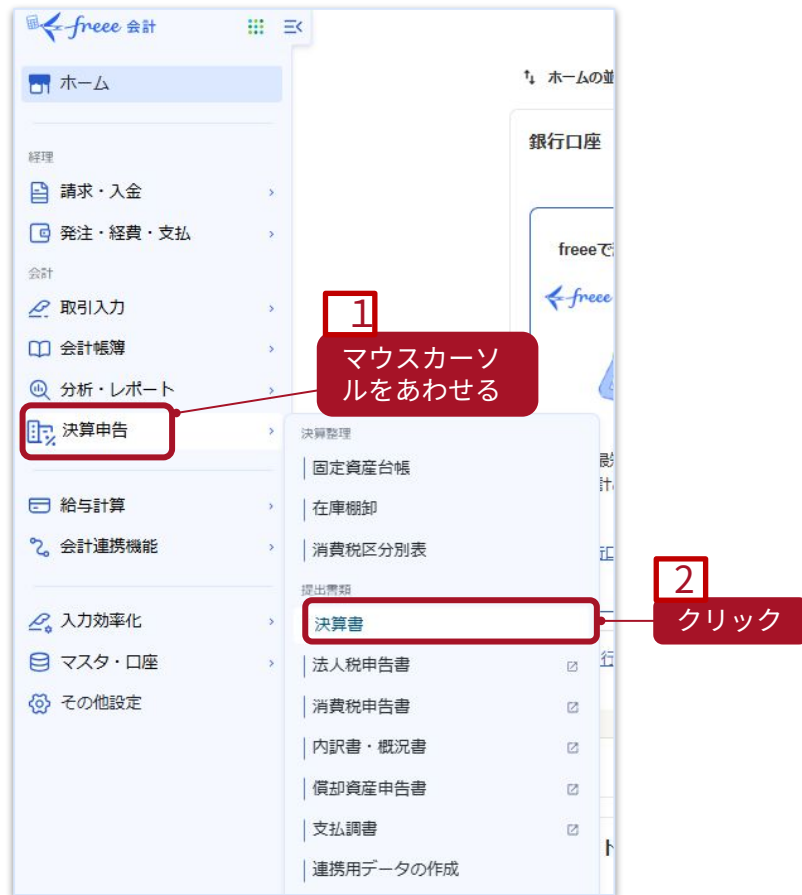 freee 会計
ホーム
経理
請求・入金
発注・経費・支払
会計
取引入力
会計帳簿
分析・レポート
決算申告
給与計算
会計連携機能
入力効率化
マスタ・口座
その他設定
1
マウスカーソ
ルをあわせる
決算整理
固定資産台帳
在庫棚卸
消費税区分別表
提出書類
決算書
法人税申告書
消費税申告書
内訳書・概況書
償却資産申告書
支払調書
連携用データの作成
2
クリック
ホームの並
銀行口座
freeeで
freee
行
ト